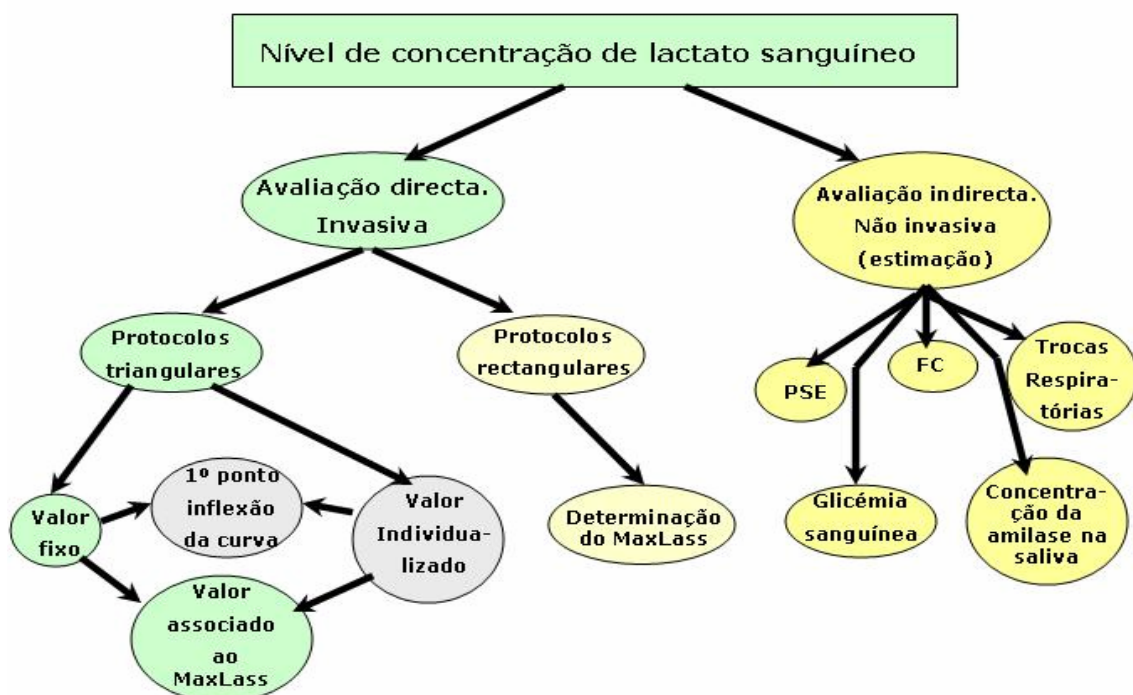 Nível de concentração de lactato sanguíneo
Avaliação directa.
Invasiva
Avaliação indirecta.
Não invasiva
(estimação)
Protocolos
triangulares
Protocolos
rectangulares
PSE
FC
Trocas
Respira-
tórias
Valor
fixo
1º ponto
inflexão
da curva
Valor
Individua-
lizado
Determinação
do MaxLass
Glicémia
sanguínea
Concentra-
ção da
amilase na
saliva
Valor
associado
ao
MaxLass